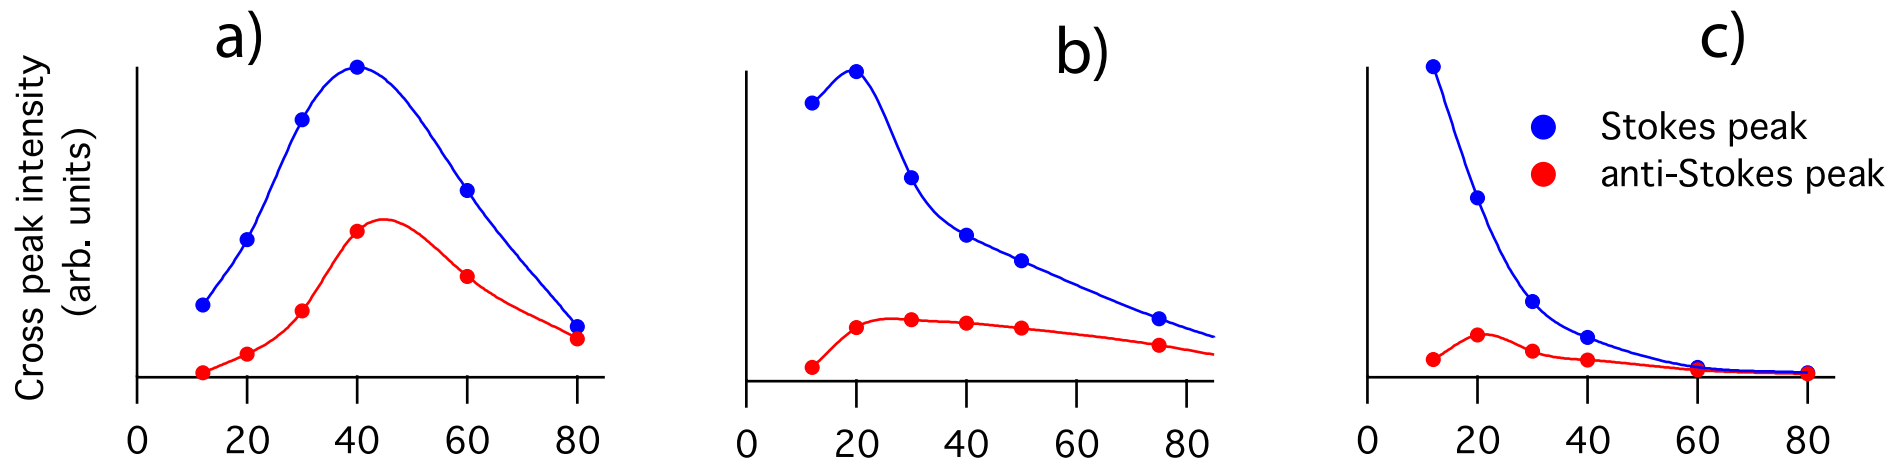 a)
b)
c)
Cross peak intensity
(arb. units)
Stokes peak
anti-Stokes peak
0 20 40 60 80
0 20 40 60 80
0 20 40 60 80